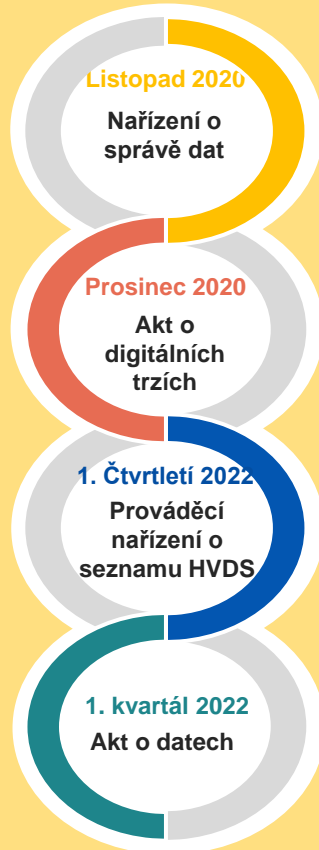 Listopad 2020
Nařízení o
správě dat
Prosinec 2020
Akt o
digitálních
trzích
1. Čtvrtletí 2022
Prováděcí
nařízení o
seznamu HVDS
1. kvartál 2022
Akt o datech